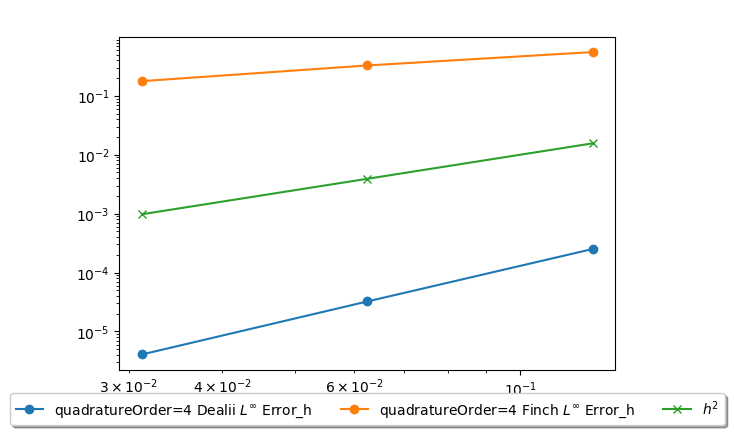 10⁻¹
10⁻²
10⁻³
10⁻⁴
10⁻⁵
3 × 10⁻² 4 × 10⁻² 6 × 10⁻² 10⁻¹
quadratureOrder=4 Dealii L∞ Error_h quadratureOrder=4 Finch L∞ Error_h h²